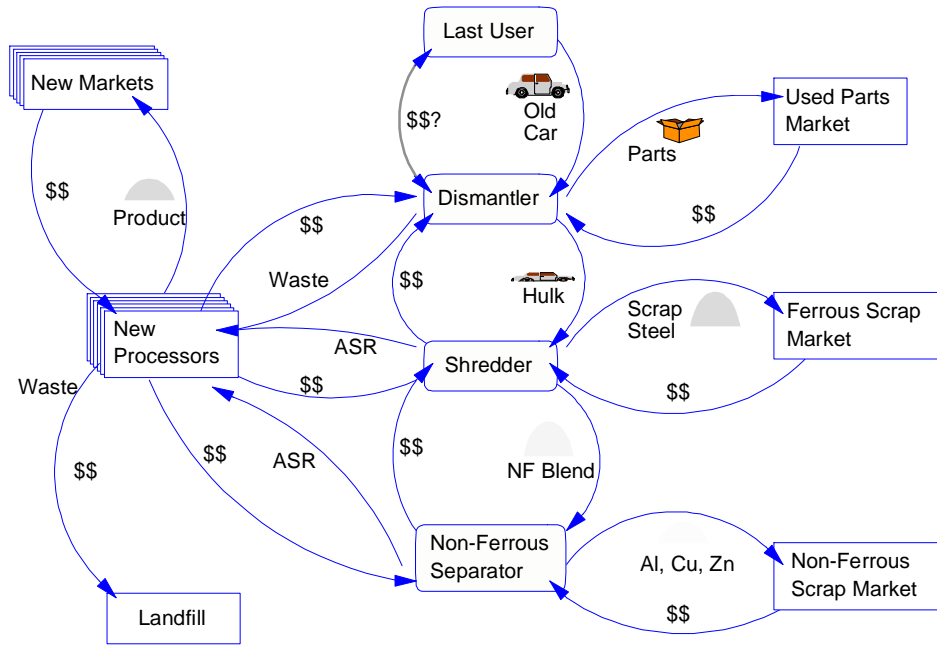 Last User
New Markets
Used Parts
Market
Old
Car
$$?
Parts
$$
Product
Dismantler
$$
$$
Waste
$$
Hulk
Scrap
Steel
Ferrous Scrap
Market
New
Processors
ASR
Shredder
Waste
$$
$$
$$
$$
ASR
$$
NF Blend
$$
Non-Ferrous
Separator
Al, Cu, Zn
Non-Ferrous
Scrap Market
$$
Landfill